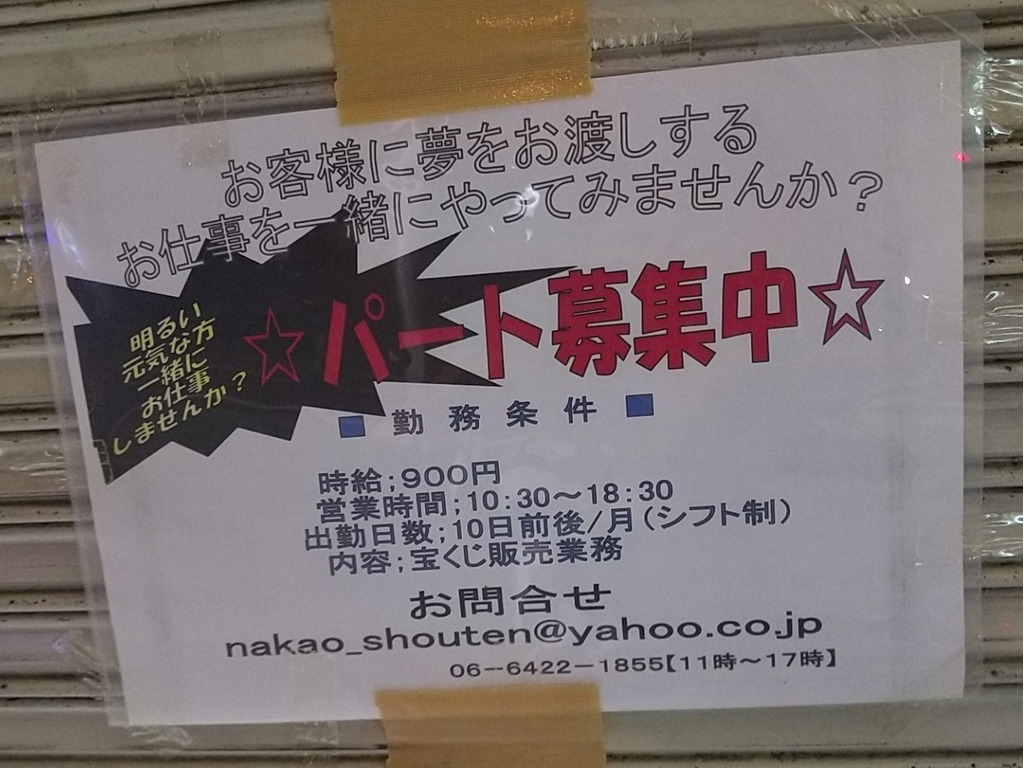 お客様に夢をお渡しする
お仕事を一緒にやってみませんか?
明るい
元気な方
一緒に
お仕事
しませんか?
☆パート募集中☆
■ 勤務条件 ■
時給;900円
営業時間;10:30～18:30
出勤日数;10日前後/月(シフト制)
内容;宝くじ販売業務
お問合せ
nakao_shouten@yahoo.co.jp
06-6422-1855【11時～17時】